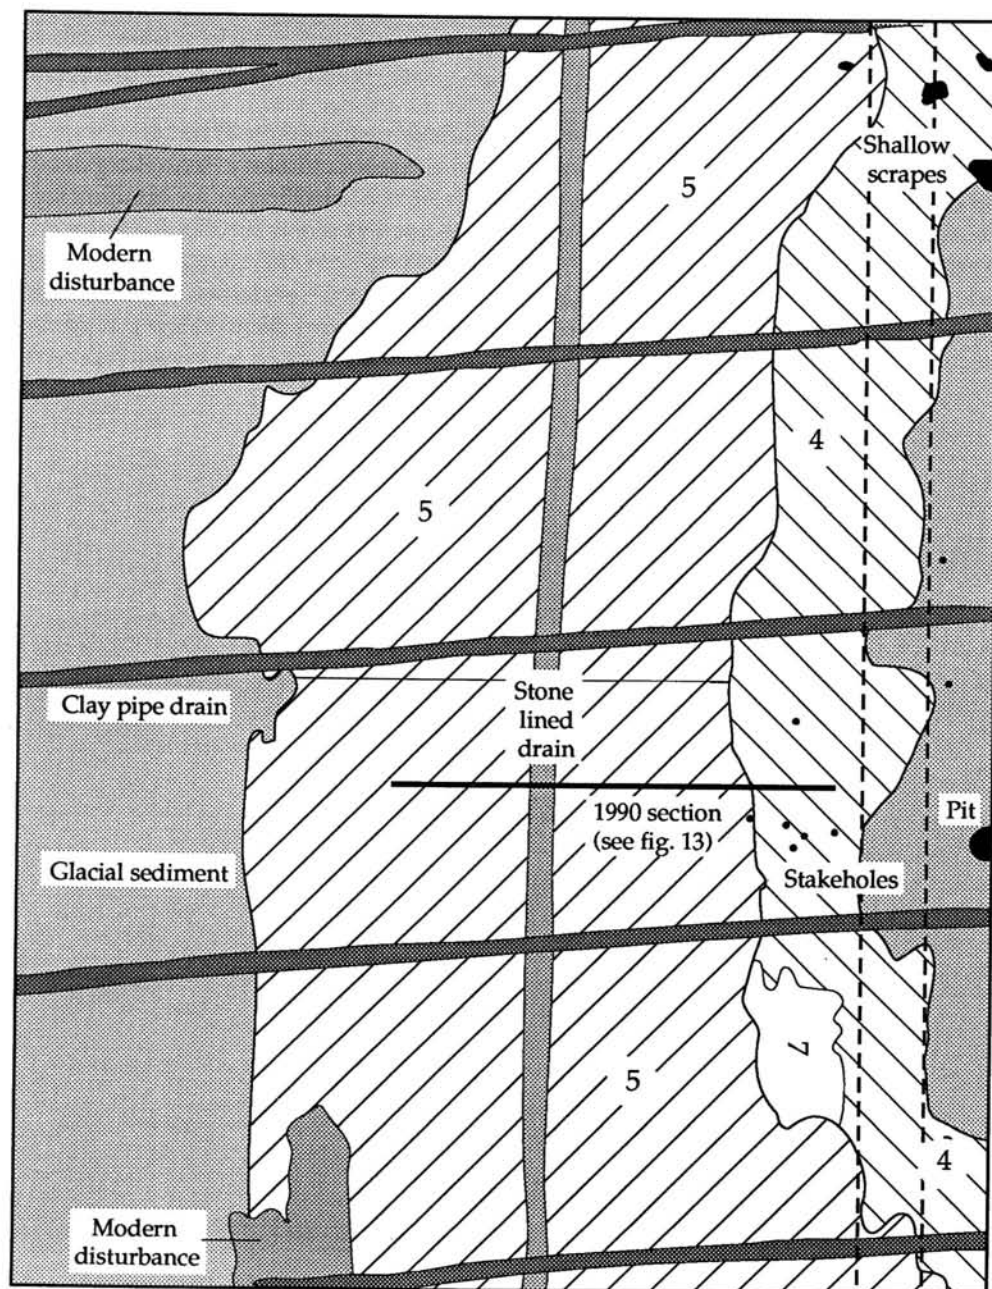 Shallow
scrapes
5
Modern
disturbance
4
5
Clay pipe drain
Stone
lined
drain
1990 section
(see fig. 13)
Pit
Glacial sediment
Stakeholes
7
5
4
Modern
disturbance